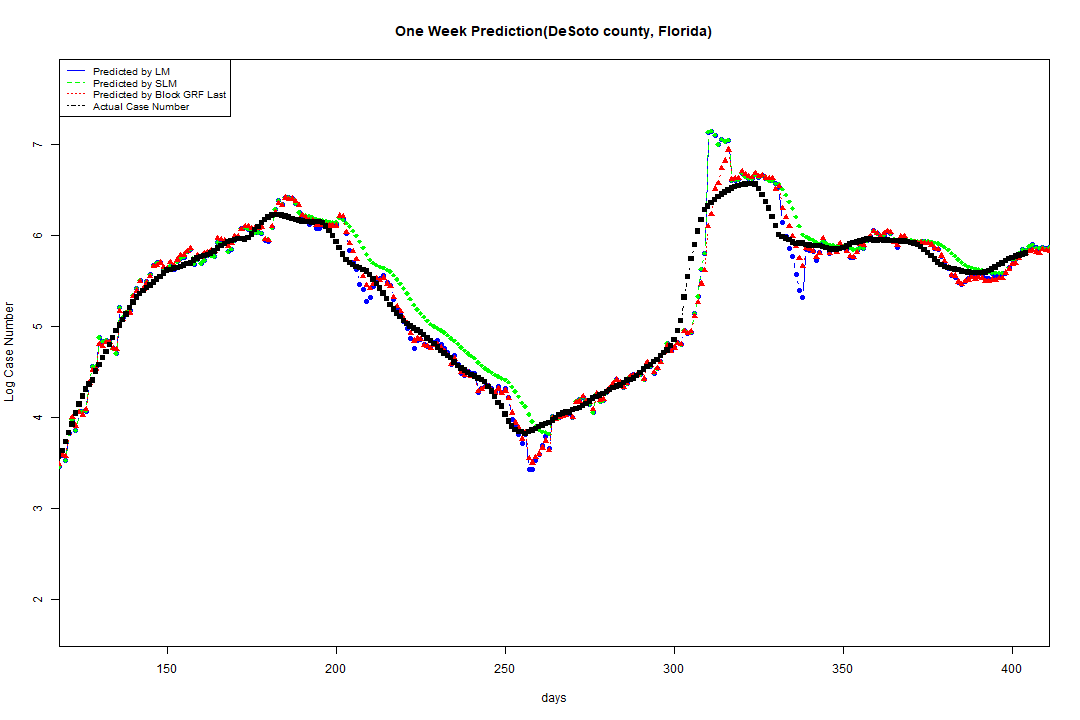 One Week Prediction(DeSoto county, Florida)
Predicted by LM
Predicted by SLM
Predicted by Block GRF Last
Actual Case Number
7
6
5
4
3
2
Log Case Number
150 200 250 300 350 400
days